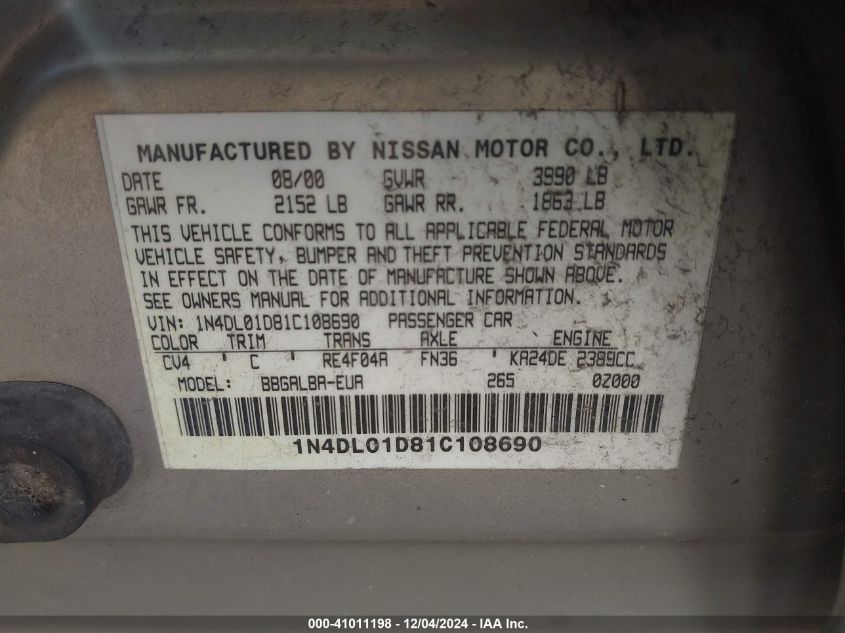 MANUFACTURED BY NISSAN MOTOR CO., LTD.
DATE 08/00 GVWR 3990 LB
GAWR FR. 2152 LB GAWR RR. 1863 LB
THIS VEHICLE CONFORMS TO ALL APPLICABLE FEDERAL MOTOR
VEHICLE SAFETY, BUMPER AND THEFT PREVENTION STANDARDS
IN EFFECT ON THE DATE OF MANUFACTURE SHOWN ABOVE.
SEE OWNERS MANUAL FOR ADDITIONAL INFORMATION.
VIN: 1N4DL01D81C108690 PASSENGER CAR
COLOR TRIM TRANS AXLE ENGINE
CV4 C RE4F04A FN36 KA24DE 2389CC
MODEL: BBGALBA-EUA 265 0Z000
1N4DL01D81C108690
000-41011198 - 12/04/2024 - IAA Inc.